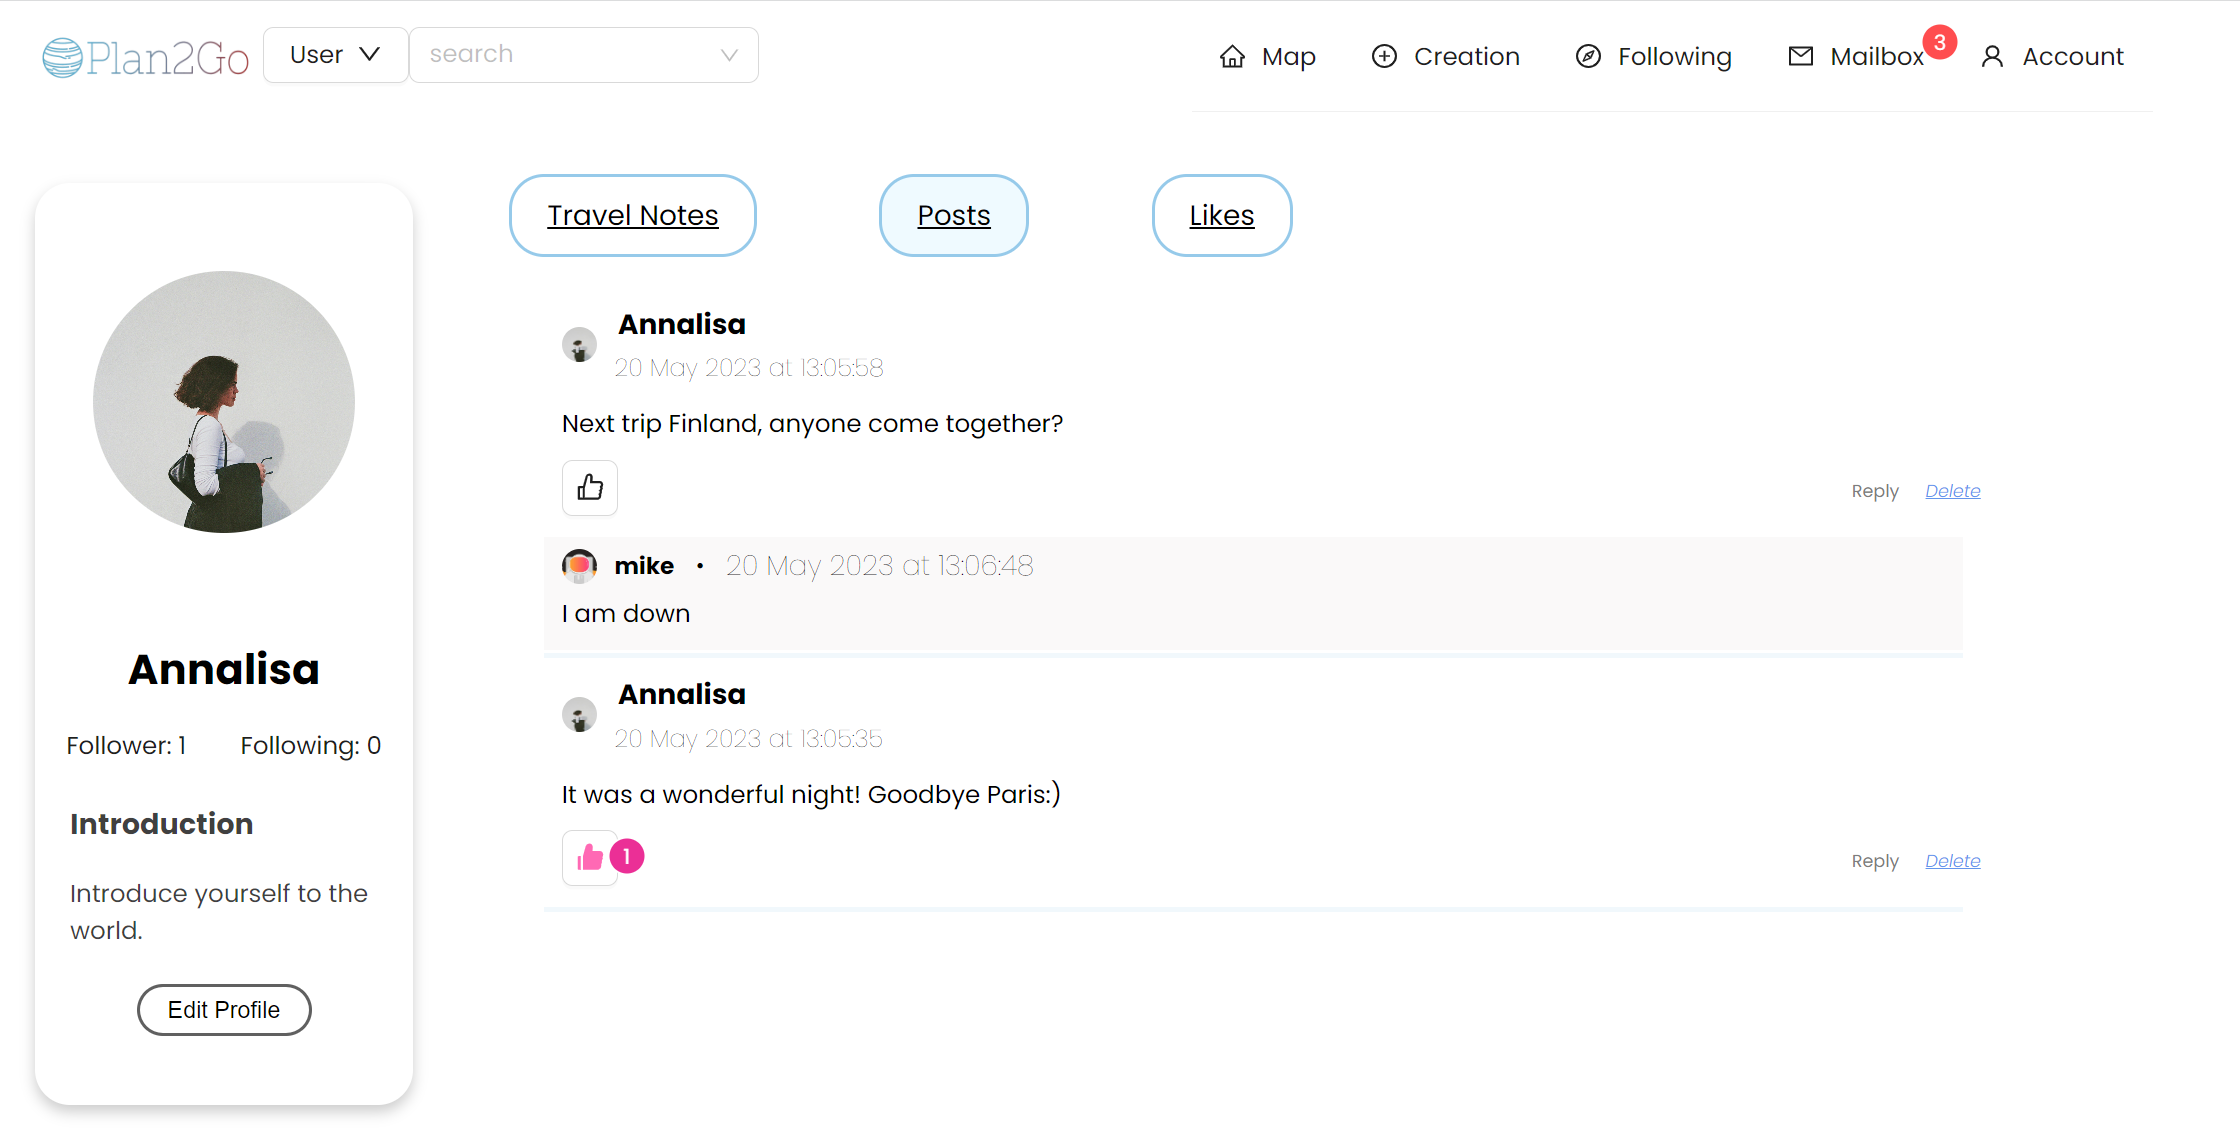 Plan2Go
User
search
Map
Creation
Following
Mailbox
3
Account
Travel Notes
Posts
Likes
Annalisa
Follower: 1
Following: 0
Introduction
Introduce yourself to the
world.
Edit Profile
Annalisa
20 May 2023 at 13:05:58
Next trip Finland, anyone come together?
Reply
Delete
mike • 20 May 2023 at 13:06:48
I am down
Annalisa
20 May 2023 at 13:05:35
It was a wonderful night! Goodbye Paris:)
1
Reply
Delete